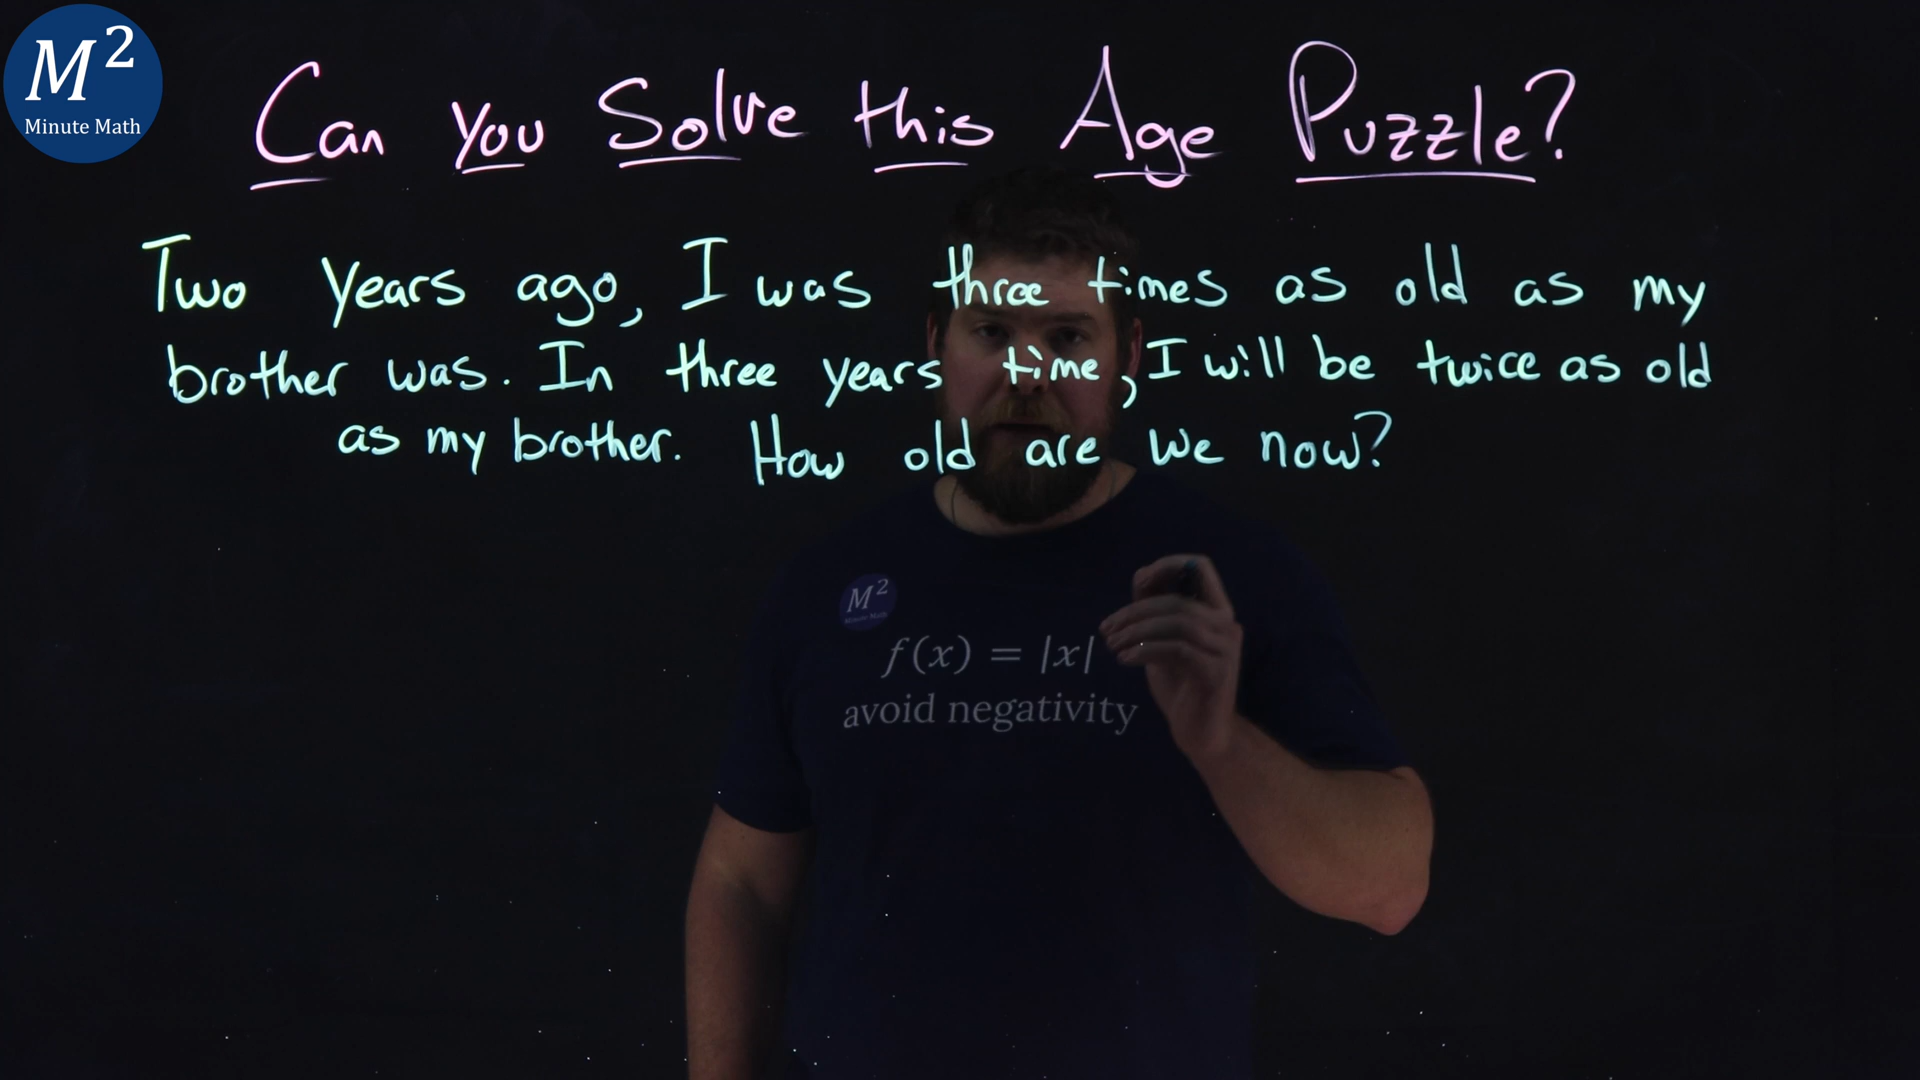 M²
Minute Math
Can You Solve this Age Puzzle?
Two years ago, I was three times as old as my
brother was. In three years time, I will be twice as old
as my brother. How old are we now?
M²
Minute Math
f(x) = |x|
avoid negativity